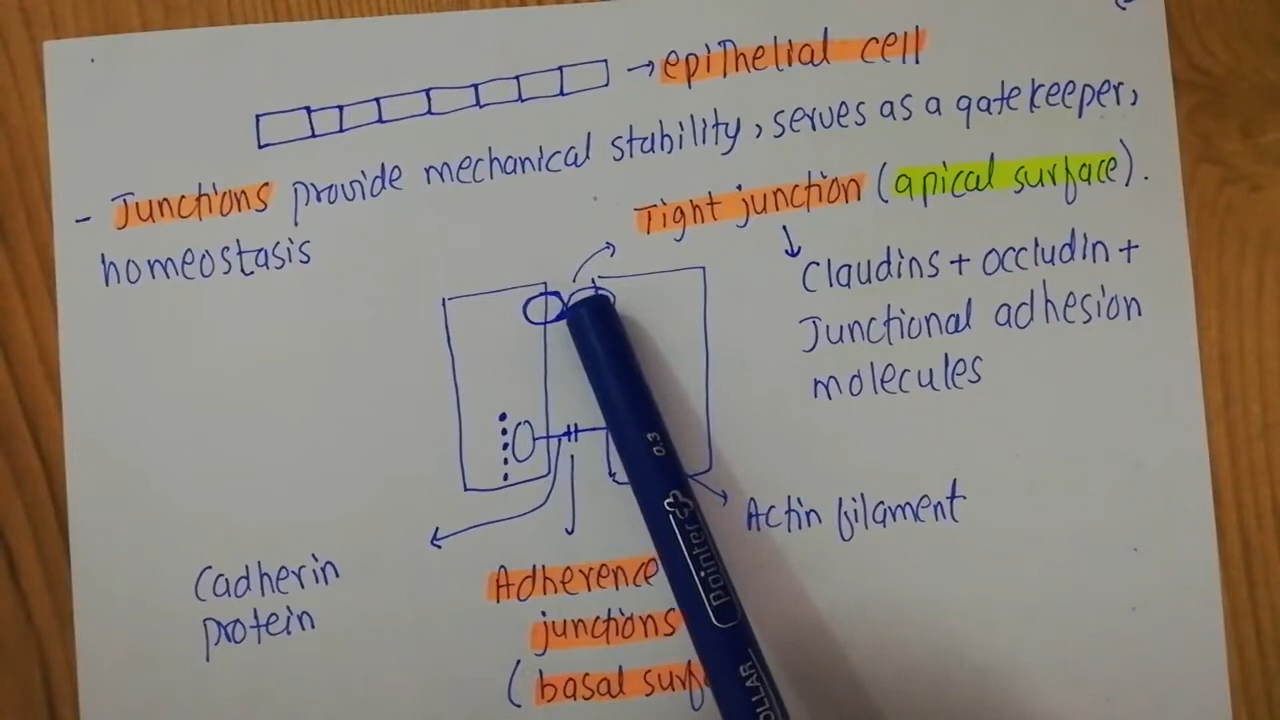 → epithelial cell
- Junctions provide mechanical stability, serves as a gatekeeper,
homeostasis
Tight junction (apical surface).
Claudins + occludin +
Junctional adhesion
molecules
Actin filament
Cadherin
protein
Adherence
junctions
(basal surf
0.3
pointer
OLLAR